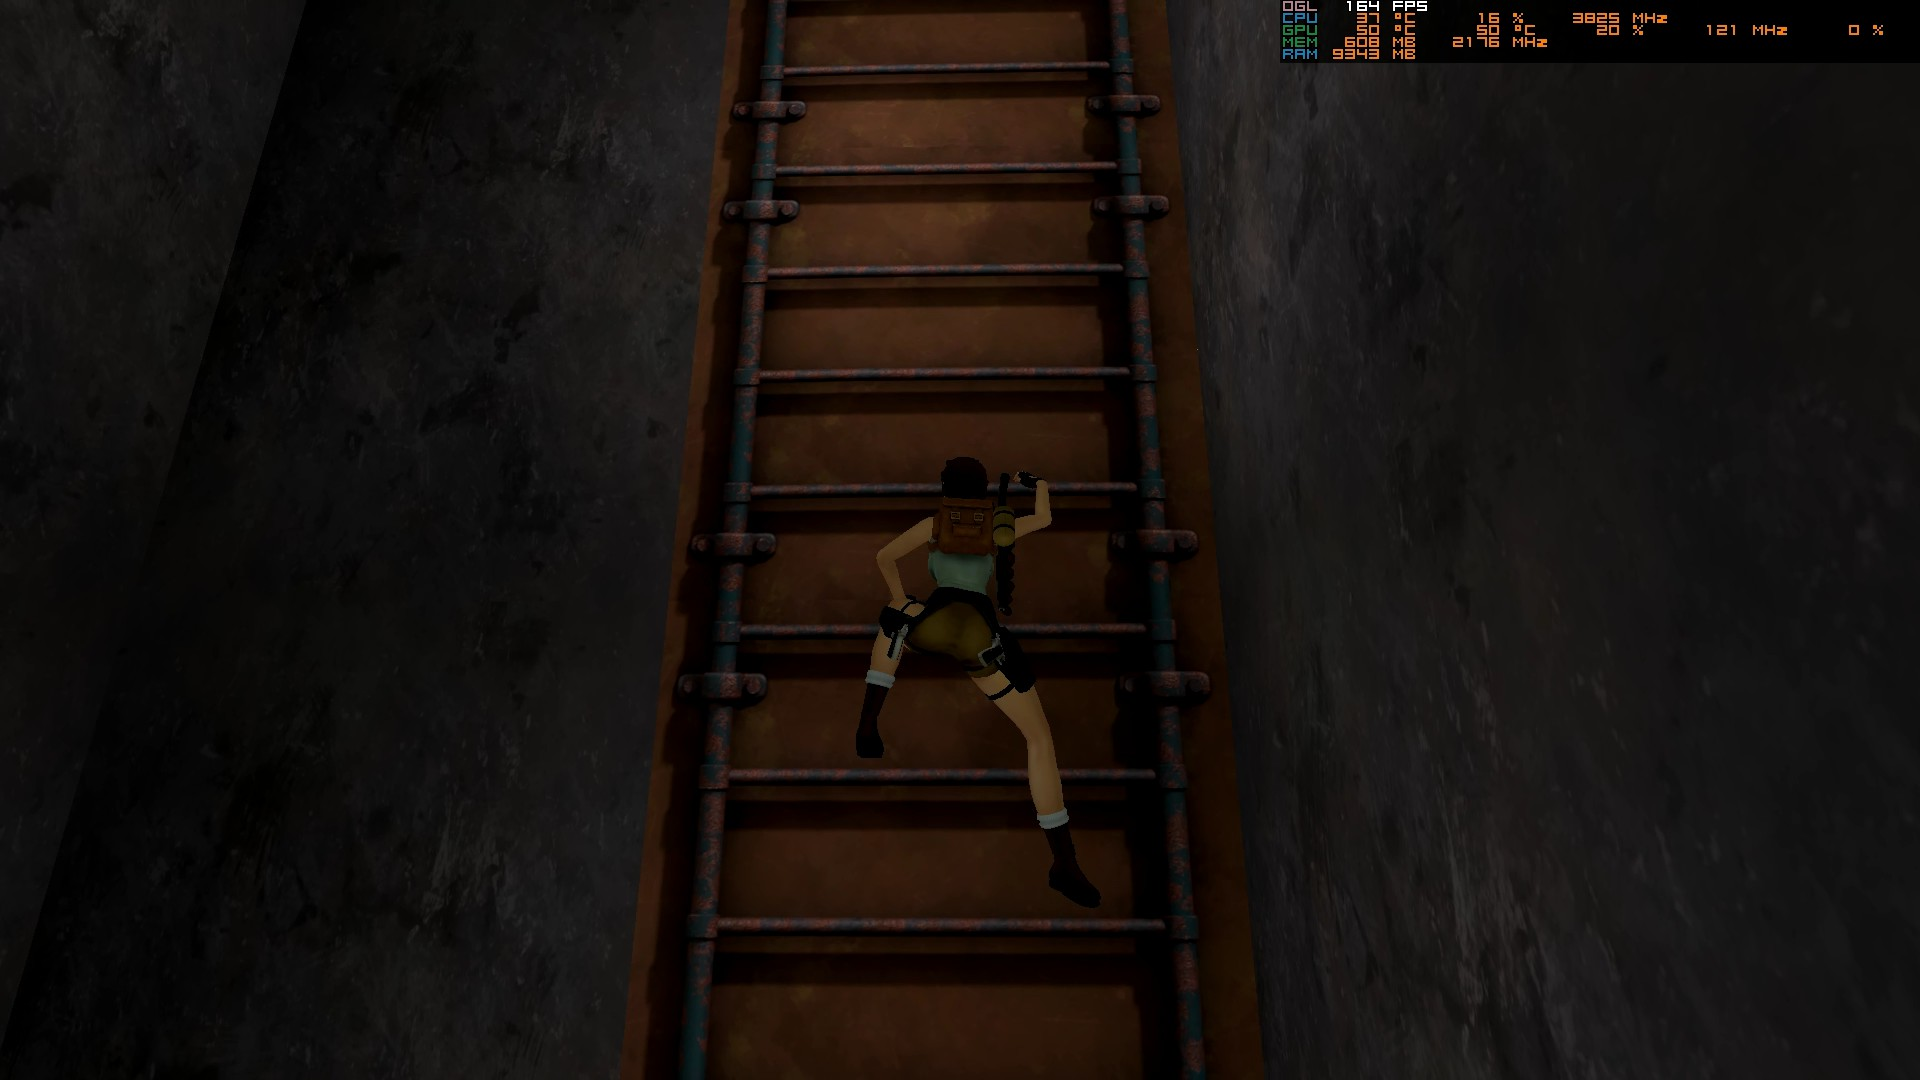 OGL 164 FPS
CPU 37 °C 16 % 3825 MHz
GPU 50 °C 50 °C 20 % 121 MHz 0 %
MEM 608 MB 2176 MHz
RAM 9343 MB